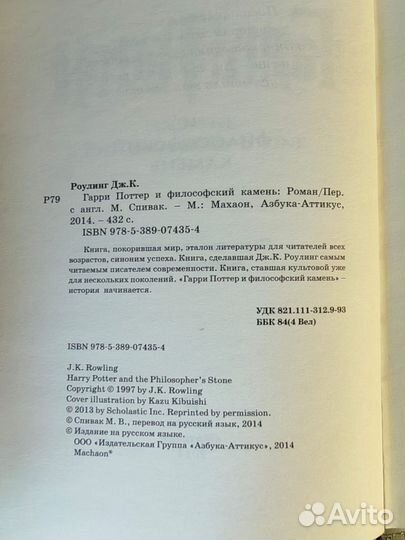 Роулинг Дж.К.
Р79 Гарри Поттер и философский камень: Роман/Пер.
с англ. М. Спивак. – М.: Махаон, Азбука-Аттикус,
2014. – 432 с.
ISBN 978-5-389-07435-4
Книга, покорившая мир, эталон литературы для читателей всех
возрастов, синоним успеха. Книга, сделавшая Дж.К. Роулинг самым
читаемым писателем современности. Книга, ставшая культовой уже
для нескольких поколений. «Гарри Поттер и философский камень» –
история начинается.
УДК 821.111-312.9-93
ББК 84(4 Вел)
ISBN 978-5-389-07435-4
J.K. Rowling
Harry Potter and the Philosopher's Stone
Copyright © 1997 by J.K. Rowling
Cover illustration by Kazu Kibuishi
© 2013 by Scholastic Inc. Reprinted by permission.
© Спивак М. В., перевод на русский язык, 2014
© Издание на русском языке.
ООО «Издательская Группа «Азбука-Аттикус», 2014
Machaon®
Avito